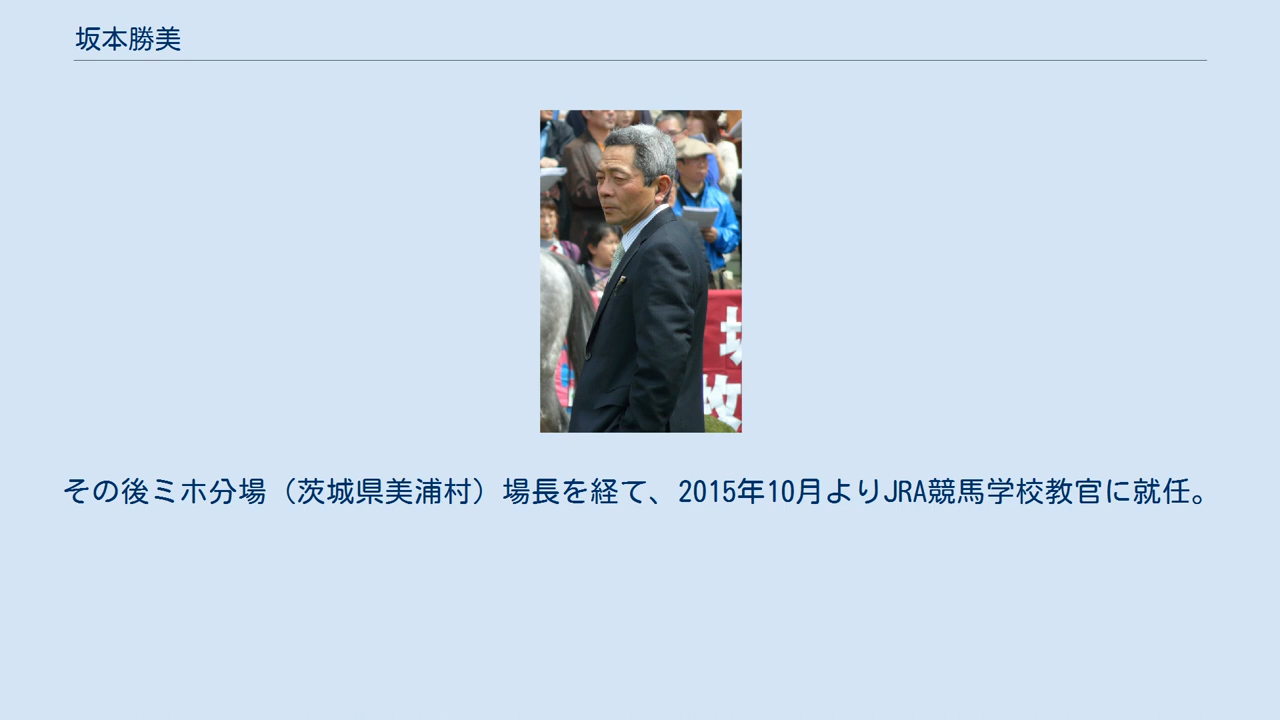 坂本勝美
その後ミホ分場（茨城県美浦村）場長を経て、2015年10月よりJRA競馬学校教官に就任。